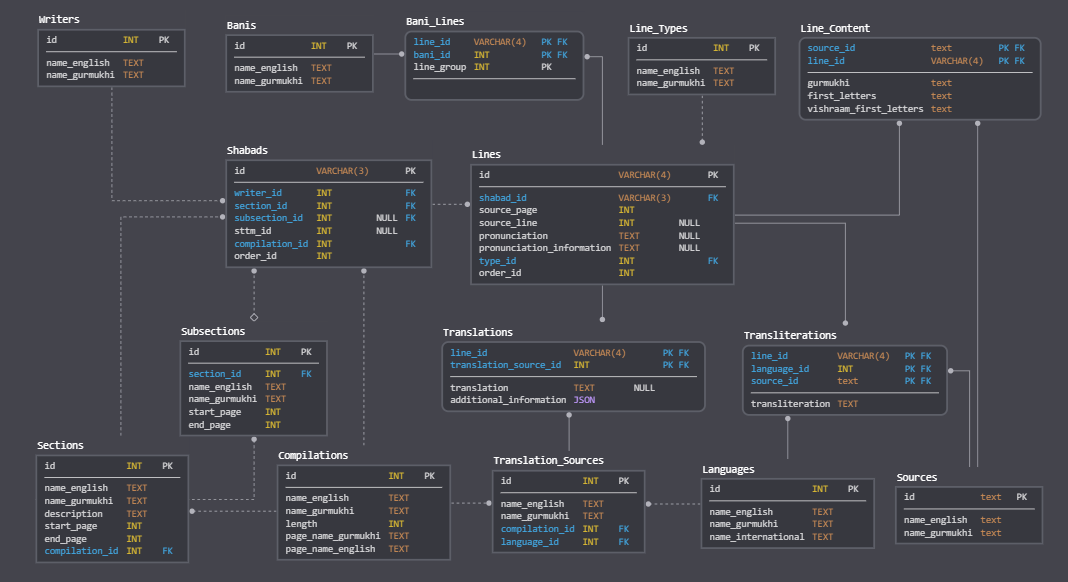 Writers
id INT PK
name_english TEXT
name_gurmukhi TEXT
Banis
id INT PK
name_english TEXT
name_gurmukhi TEXT
Bani_Lines
line_id VARCHAR(4) PK FK
bani_id INT PK FK
line_group INT PK
Line_Types
id INT PK
name_english TEXT
name_gurmukhi TEXT
Line_Content
source_id text PK FK
line_id VARCHAR(4) PK FK
gurmukhi text
first_letters text
vishraam_first_letters text
Shabads
id VARCHAR(3) PK
writer_id INT FK
section_id INT FK
subsection_id INT NULL FK
sttm_id INT NULL
compilation_id INT FK
order_id INT
Lines
id VARCHAR(4) PK
shabad_id VARCHAR(3) FK
source_page INT
source_line INT NULL
pronunciation TEXT NULL
pronunciation_information TEXT NULL
type_id INT FK
order_id INT
Subsections
id INT PK
section_id INT FK
name_english TEXT
name_gurmukhi TEXT
start_page INT
end_page INT
Translations
line_id VARCHAR(4) PK FK
translation_source_id INT PK FK
translation TEXT NULL
additional_information JSON
Transliterations
line_id VARCHAR(4) PK FK
language_id INT PK FK
source_id text PK FK
transliteration TEXT
Sections
id INT PK
name_english TEXT
name_gurmukhi TEXT
description TEXT
start_page INT
end_page INT
compilation_id INT FK
Compilations
id INT PK
name_english TEXT
name_gurmukhi TEXT
length INT
page_name_gurmukhi TEXT
page_name_english TEXT
Translation_Sources
id INT PK
name_english TEXT
name_gurmukhi TEXT
compilation_id INT FK
language_id INT FK
Languages
id INT PK
name_english TEXT
name_gurmukhi TEXT
name_international TEXT
Sources
id text PK
name_english text
name_gurmukhi text